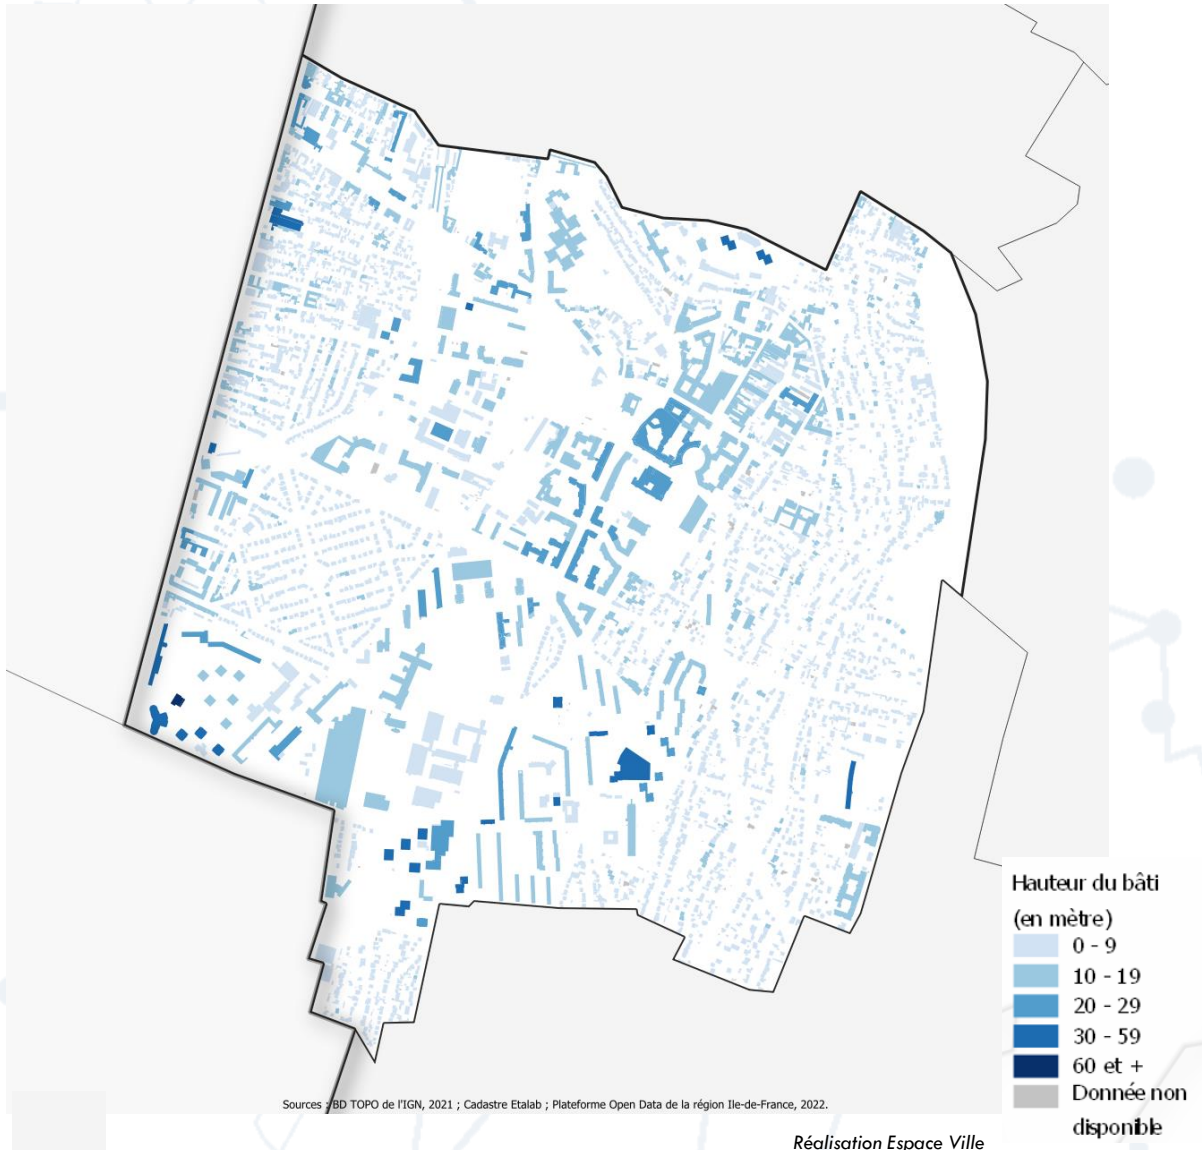 Hauteur du bâti
(en mètre)
0 - 9
10 - 19
20 - 29
30 - 59
60 et +
Donnée non
disponible
Sources : BD TOPO de l'IGN, 2021 ; Cadastre Etalab ; Plateforme Open Data de la région Ile-de-France, 2022.
Réalisation Espace Ville